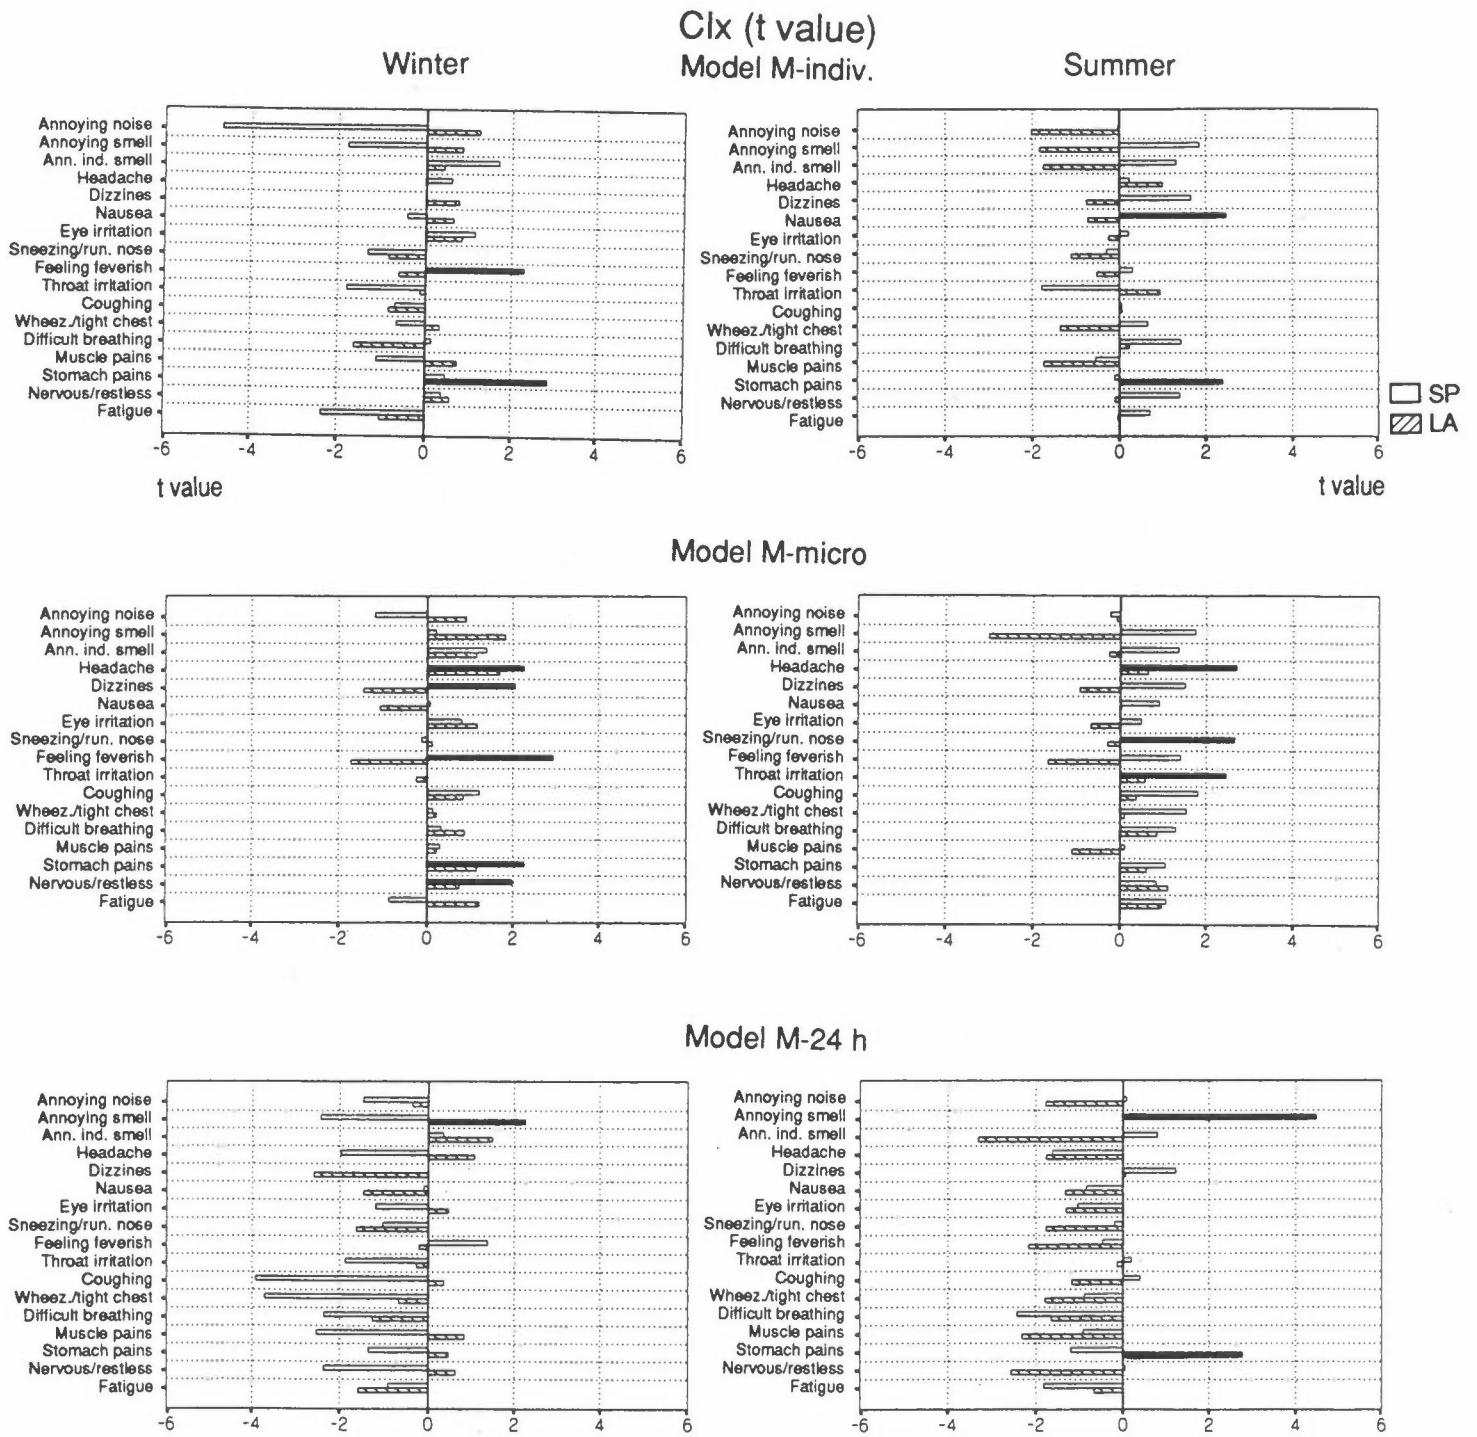 Clx (t value)
Winter
Model M-indiv.
Summer
Annoying noise
Annoying smell
Ann. ind. smell
Headache
Dizzines
Nausea
Eye irritation
Sneezing/run. nose
Feeling feverish
Throat irritation
Coughing
Wheez./tight chest
Difficult breathing
Muscle pains
Stomach pains
Nervous/restless
Fatigue
-6 -4 -2 0 2 4 6
t value
Annoying noise
Annoying smell
Ann. ind. smell
Headache
Dizzines
Nausea
Eye irritation
Sneezing/run. nose
Feeling feverish
Throat irritation
Coughing
Wheez./tight chest
Difficult breathing
Muscle pains
Stomach pains
Nervous/restless
Fatigue
-6 -4 -2 0 2 4 6
t value
SP
LA
Model M-micro
Annoying noise
Annoying smell
Ann. ind. smell
Headache
Dizzines
Nausea
Eye irritation
Sneezing/run. nose
Feeling feverish
Throat irritation
Coughing
Wheez./tight chest
Difficult breathing
Muscle pains
Stomach pains
Nervous/restless
Fatigue
-6 -4 -2 0 2 4 6
Annoying noise
Annoying smell
Ann. ind. smell
Headache
Dizzines
Nausea
Eye irritation
Sneezing/run. nose
Feeling feverish
Throat irritation
Coughing
Wheez./tight chest
Difficult breathing
Muscle pains
Stomach pains
Nervous/restless
Fatigue
-6 -4 -2 0 2 4 6
Model M-24 h
Annoying noise
Annoying smell
Ann. ind. smell
Headache
Dizzines
Nausea
Eye irritation
Sneezing/run. nose
Feeling feverish
Throat irritation
Coughing
Wheez./tight chest
Difficult breathing
Muscle pains
Stomach pains
Nervous/restless
Fatigue
-6 -4 -2 0 2 4 6
Annoying noise
Annoying smell
Ann. ind. smell
Headache
Dizzines
Nausea
Eye irritation
Sneezing/run. nose
Feeling feverish
Throat irritation
Coughing
Wheez./tight chest
Difficult breathing
Muscle pains
Stomach pains
Nervous/restless
Fatigue
-6 -4 -2 0 2 4 6